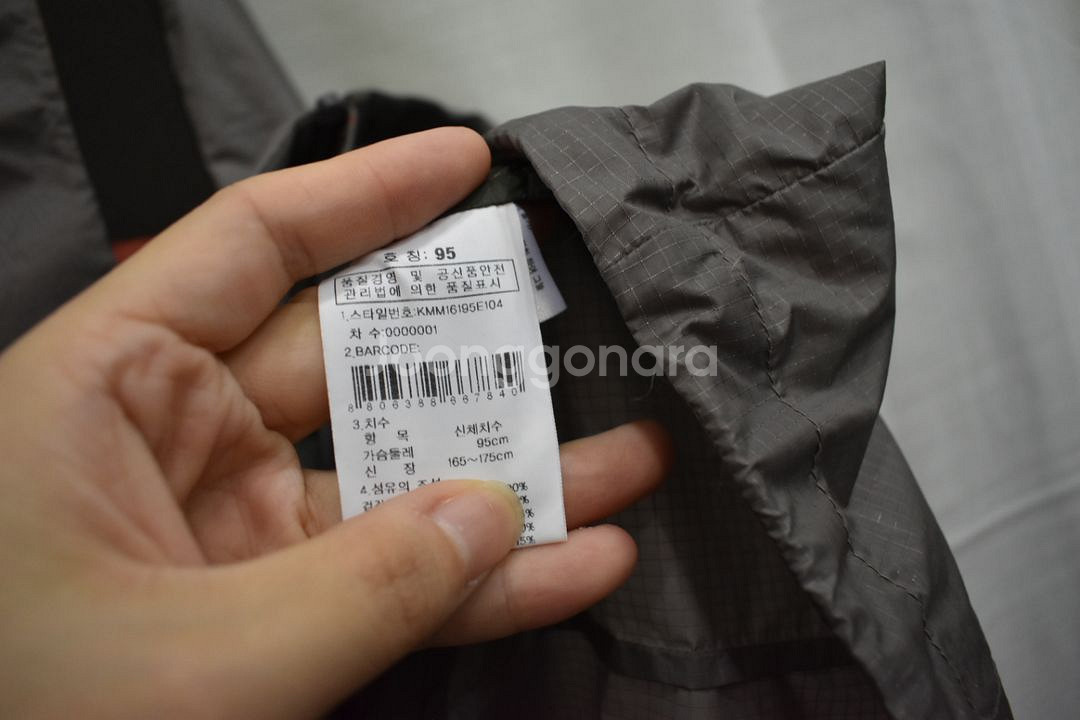 호 칭: 95
품질경영 및 공산품안전
관리법에 의한 품질표시
1.스타일번호:KMM16195E104
차 수:0000001
2.BARCODE:
8 806388 667840
3.치수
항 목 신체치수
가슴둘레 95cm
신 장 165~175cm
4.섬유의
joonggonara